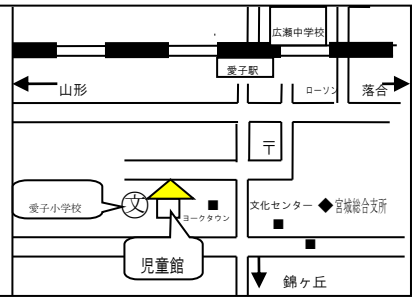 広瀬中学校
愛子駅
山形
ローソン
落合
〒
愛子小学校
文
ヨークタウン
文化センター
宮城総合支所
児童館
錦ヶ丘